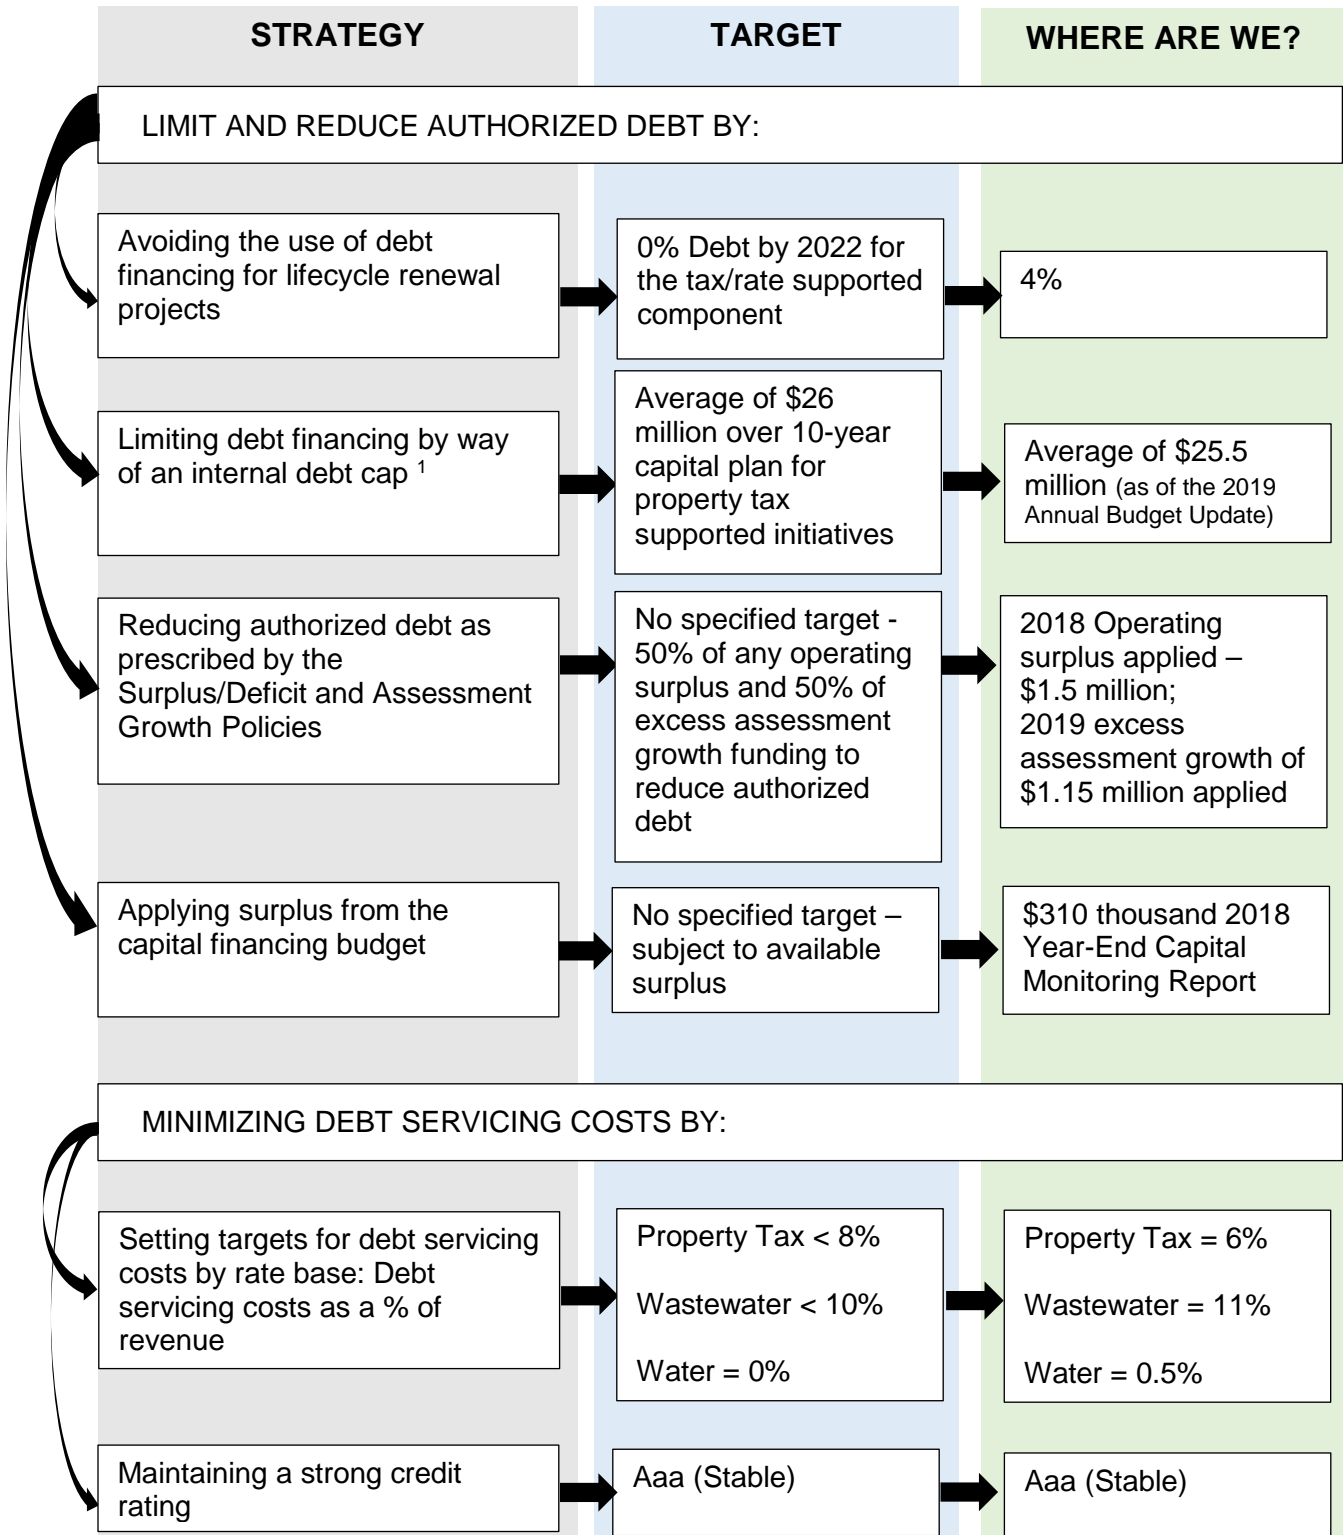 STRATEGY
TARGET
WHERE ARE WE?
LIMIT AND REDUCE AUTHORIZED DEBT BY:
Avoiding the use of debt
financing for lifecycle renewal
projects
0% Debt by 2022 for
the tax/rate supported
component
4%
Limiting debt financing by way
of an internal debt cap ¹
Average of $26
million over 10-year
capital plan for
property tax
supported initiatives
Average of $25.5
million (as of the 2019
Annual Budget Update)
Reducing authorized debt as
prescribed by the
Surplus/Deficit and Assessment
Growth Policies
No specified target -
50% of any operating
surplus and 50% of
excess assessment
growth funding to
reduce authorized
debt
2018 Operating
surplus applied –
$1.5 million;
2019 excess
assessment growth of
$1.15 million applied
Applying surplus from the
capital financing budget
No specified target –
subject to available
surplus
$310 thousand 2018
Year-End Capital
Monitoring Report
MINIMIZING DEBT SERVICING COSTS BY:
Setting targets for debt servicing
costs by rate base: Debt
servicing costs as a % of
revenue
Property Tax < 8%
Wastewater < 10%
Water = 0%
Property Tax = 6%
Wastewater = 11%
Water = 0.5%
Maintaining a strong credit
rating
Aaa (Stable)
Aaa (Stable)